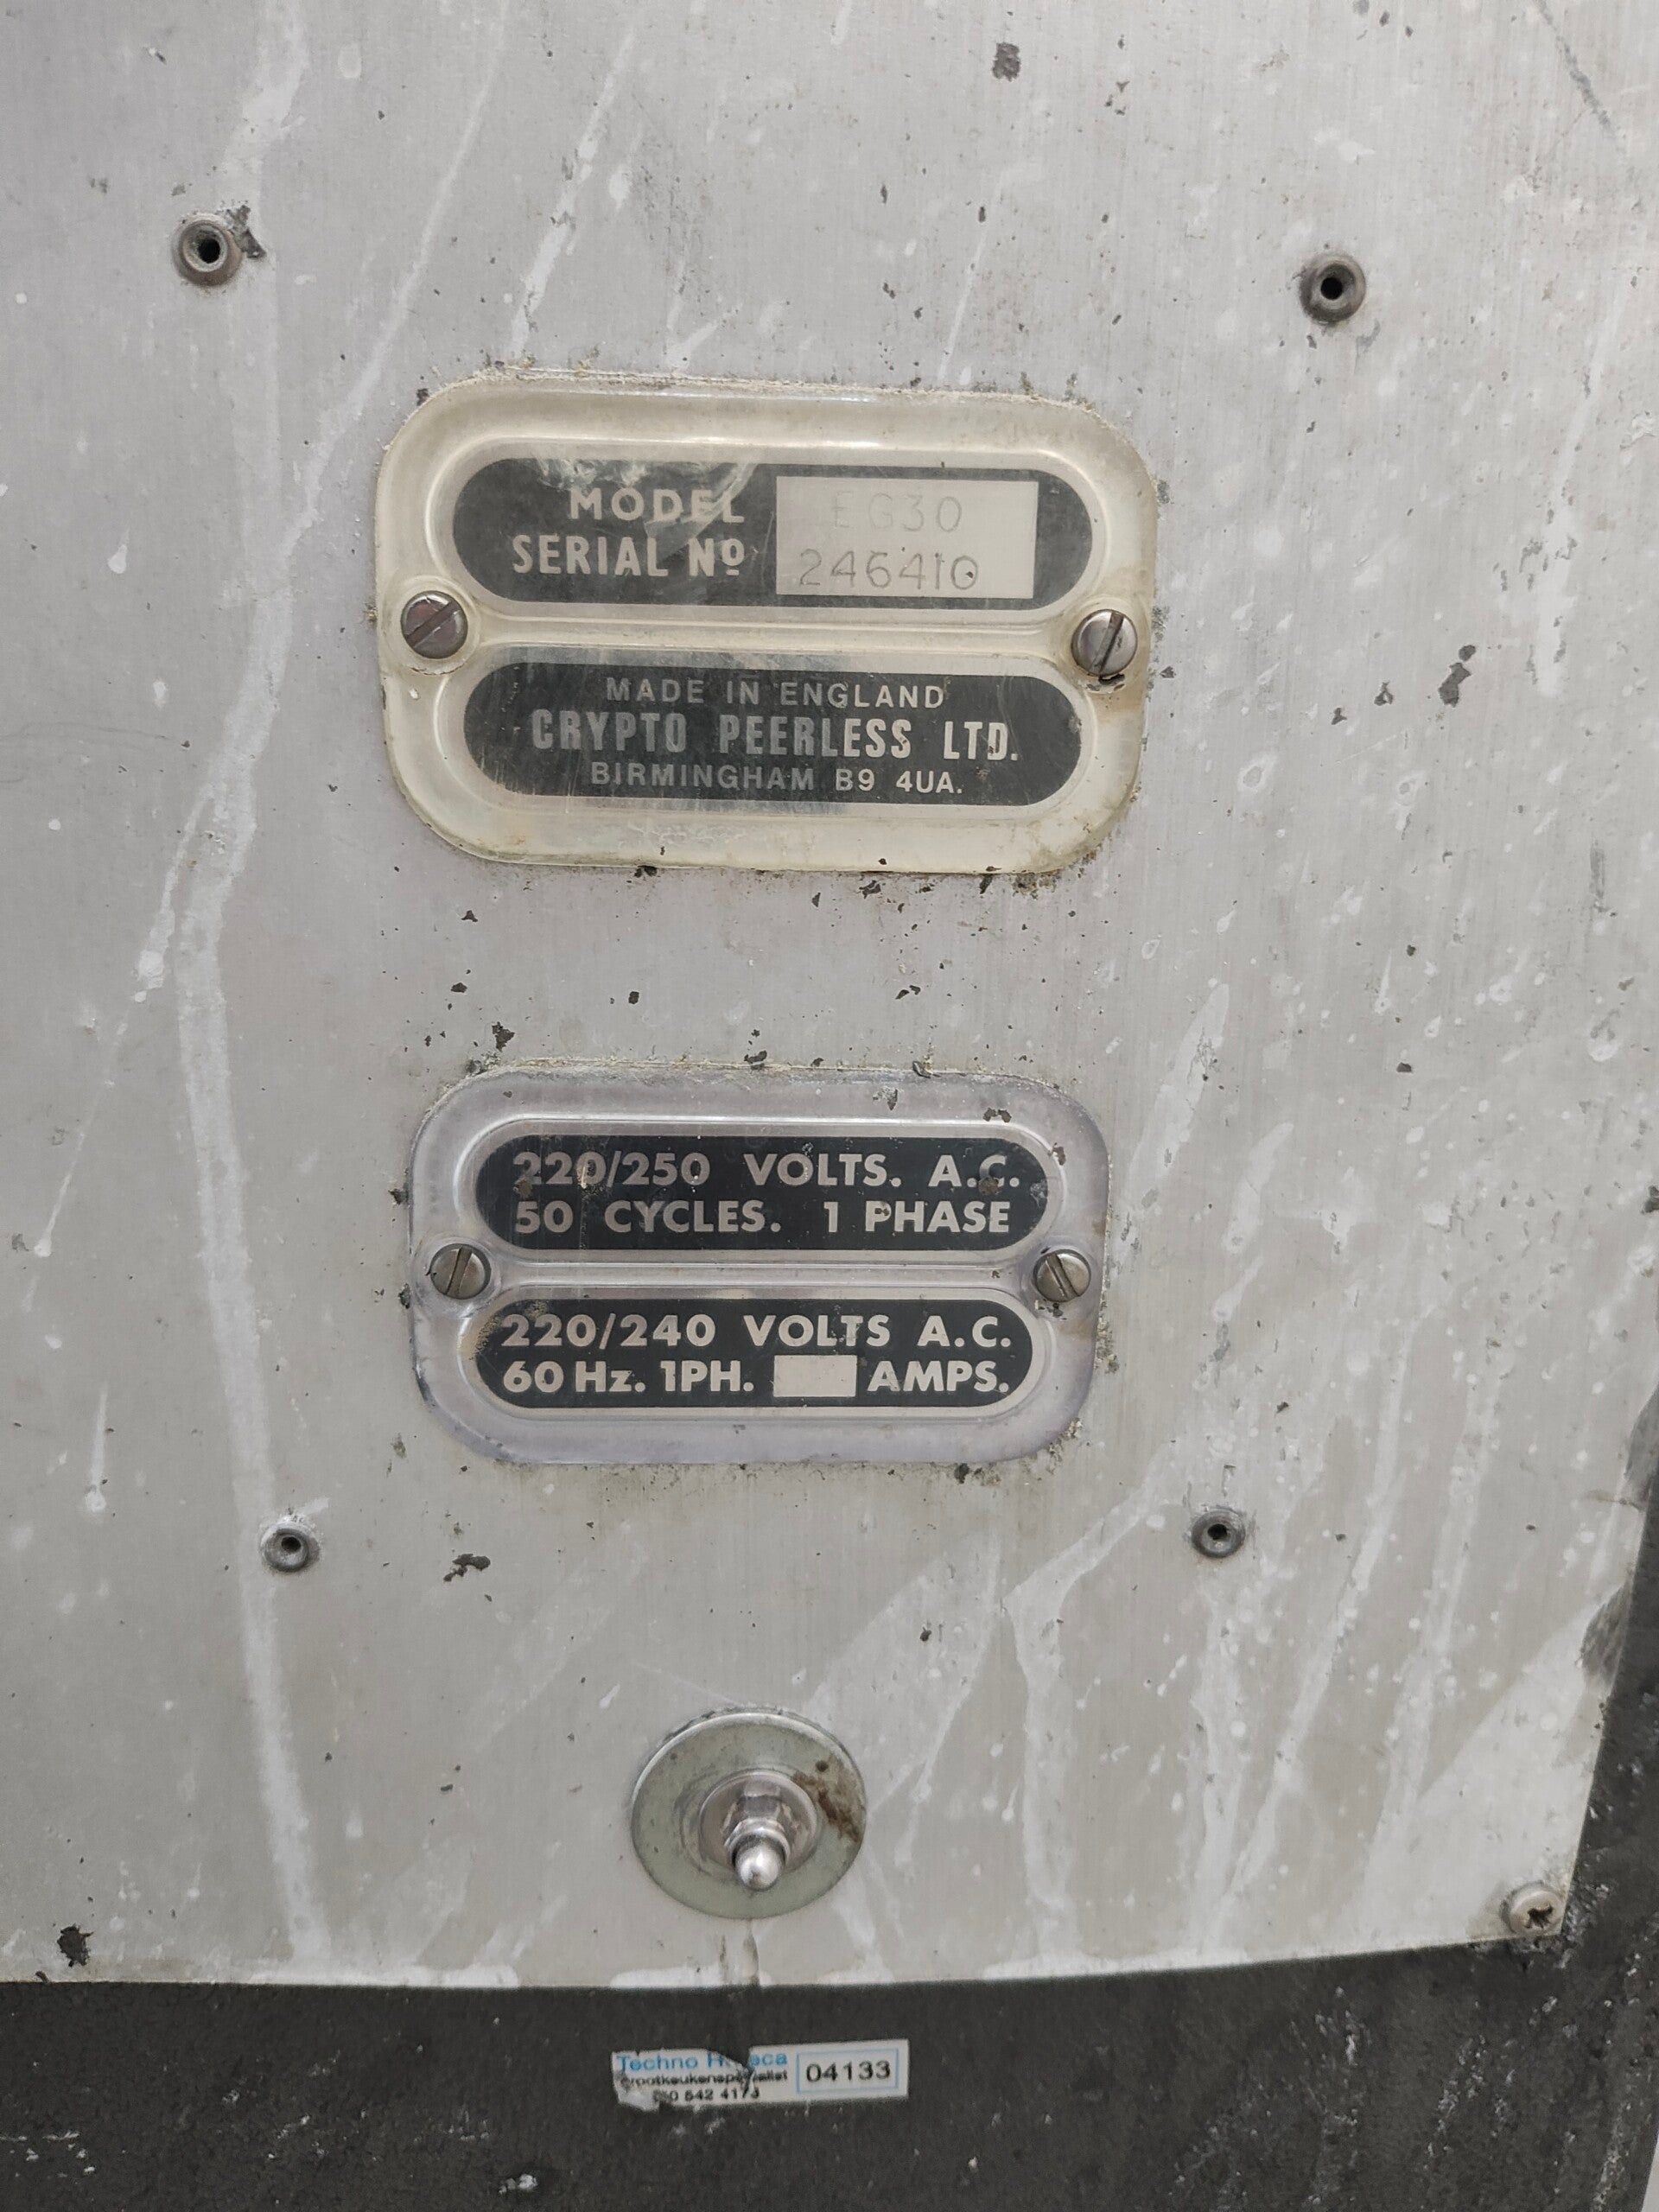 MODEL EG30
SERIAL Nº 246410
MADE IN ENGLAND
CRYPTO PEERLESS LTD.
BIRMINGHAM B9 4UA.
220/250 VOLTS. A.C.
50 CYCLES. 1 PHASE
220/240 VOLTS A.C.
60 Hz. 1PH. AMPS.
Techno
04133
542